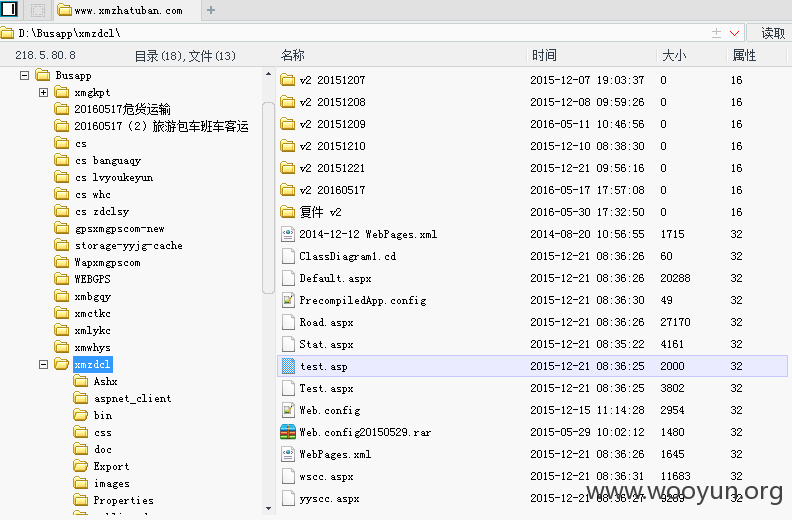 www.xmzhatuban.com
+
D:\Busapp\xmzdcl\
读取
218.5.80.8
目录(18),文件(13)
名称 时间 大小 属性
Busapp
xmgkpt
20160517危货运输
20160517（2）旅游包车班车客运
cs
cs banguaqy
cs lvyoukeyun
cs whc
cs zdclsy
gpsxmgpscom-new
storage-yyjg-cache
Wapxmgpscom
WEBGPS
xmbgqy
xmctkc
xmlykc
xmwhys
xmzdcl
Ashx
aspnet_client
bin
css
doc
Export
images
Properties
v2 20151207 2015-12-07 19:03:37 0 16
v2 20151208 2015-12-08 09:59:26 0 16
v2 20151209 2016-05-11 10:46:56 0 16
v2 20151210 2015-12-10 08:38:30 0 16
v2 20151221 2015-12-21 09:56:16 0 16
v2 20160517 2016-05-17 17:57:08 0 16
复件 v2 2016-05-30 17:32:50 0 16
2014-12-12 WebPages.xml 2014-08-20 10:56:55 1715 32
ClassDiagram1.cd 2015-12-21 08:36:26 60 32
Default.aspx 2015-12-21 08:36:26 20288 32
PrecompiledApp.config 2015-12-21 08:36:30 49 32
Road.aspx 2015-12-21 08:36:26 27170 32
Stat.aspx 2015-12-21 08:35:22 4161 32
test.asp 2015-12-21 08:36:25 2000 32
Test.aspx 2015-12-21 08:36:25 3802 32
Web.config 2015-12-15 11:14:28 2954 32
Web.config20150529.rar 2015-05-29 10:02:12 1480 32
WebPages.xml 2015-12-21 08:36:26 1645 32
wscc.aspx 2015-12-21 08:36:31 11683 32
yyscc.aspx 2015-12-21 08:36:27 32
www.wooyun.org